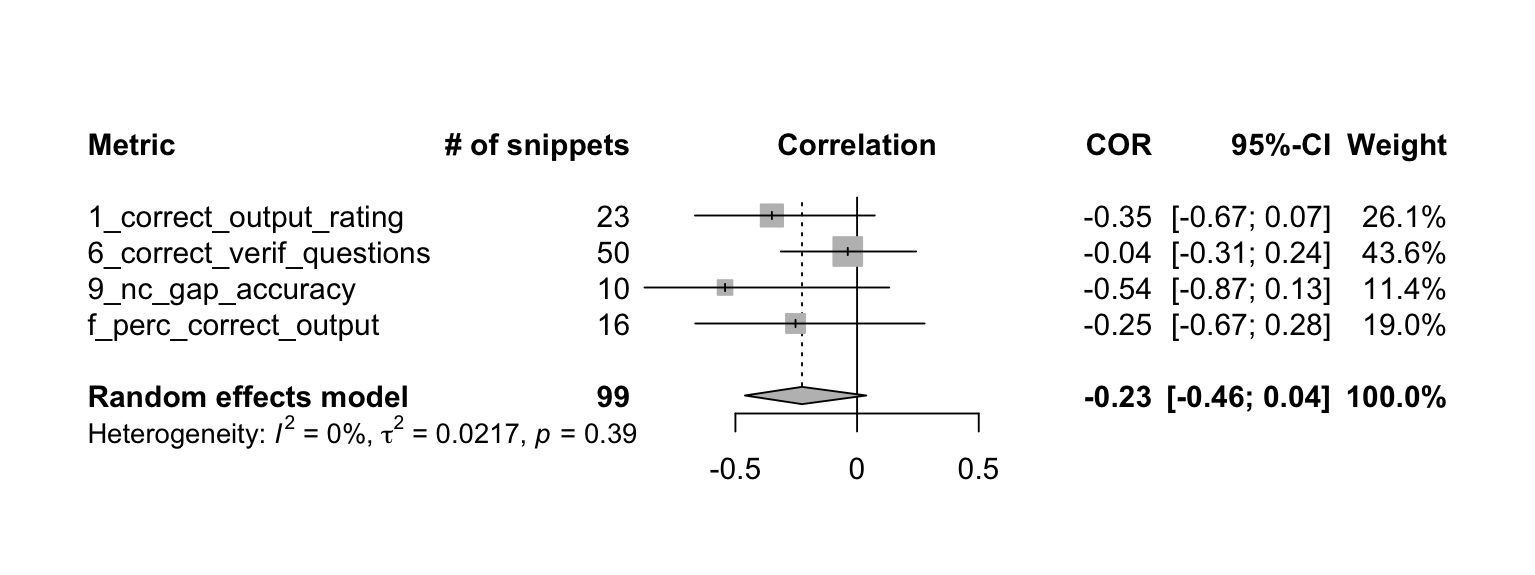 Metric # of snippets Correlation COR 95%-CI Weight
1_correct_output_rating 23 -0.35 [-0.67; 0.07] 26.1%
6_correct_verif_questions 50 -0.04 [-0.31; 0.24] 43.6%
9_nc_gap_accuracy 10 -0.54 [-0.87; 0.13] 11.4%
f_perc_correct_output 16 -0.25 [-0.67; 0.28] 19.0%
Random effects model 99 -0.23 [-0.46; 0.04] 100.0%
Heterogeneity: I² = 0%, τ² = 0.0217, p = 0.39
-0.5 0 0.5